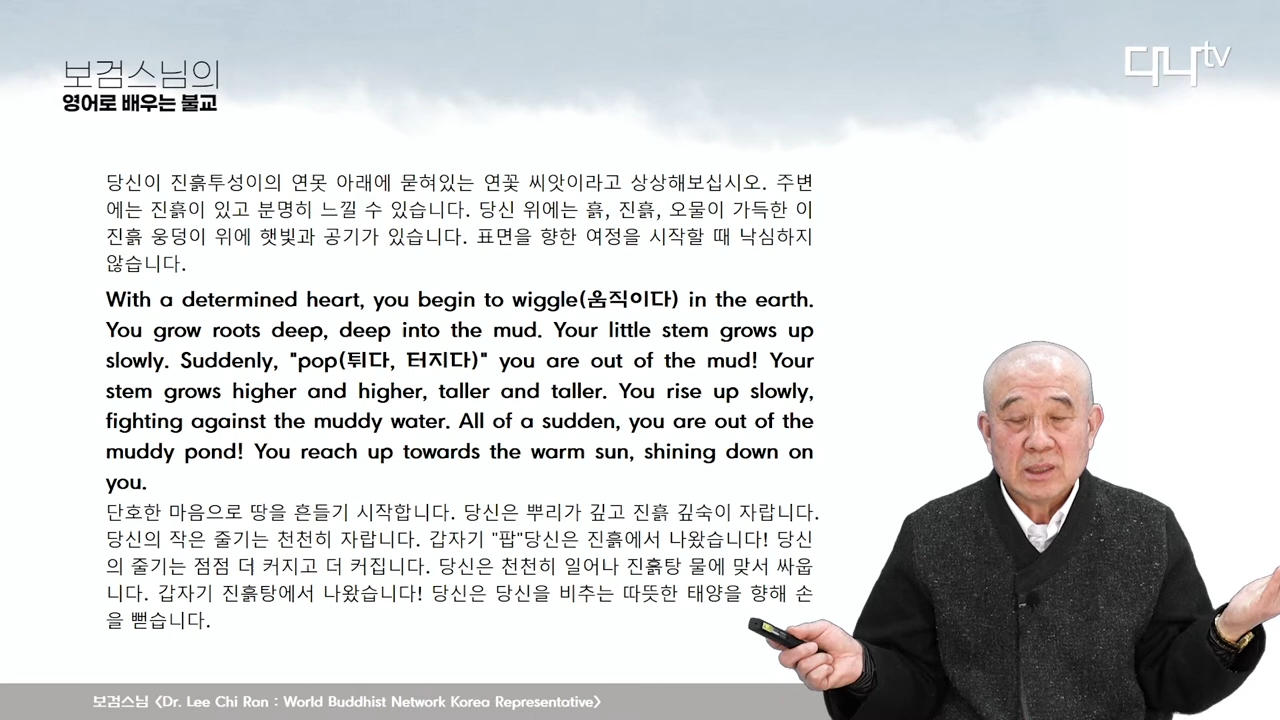 보검스님의
영어로 배우는 불교
다나tv
당신이 진흙투성이의 연못 아래에 묻혀있는 연꽃 씨앗이라고 상상해보십시오. 주변
에는 진흙이 있고 분명히 느낄 수 있습니다. 당신 위에는 흙, 진흙, 오물이 가득한 이
진흙 웅덩이 위에 햇빛과 공기가 있습니다. 표면을 향한 여정을 시작할 때 낙심하지
않습니다.
With a determined heart, you begin to wiggle(움직이다) in the earth.
You grow roots deep, deep into the mud. Your little stem grows up
slowly. Suddenly, "pop(튀다, 터지다)" you are out of the mud! Your
stem grows higher and higher, taller and taller. You rise up slowly,
fighting against the muddy water. All of a sudden, you are out of the
muddy pond! You reach up towards the warm sun, shining down on
you.
단호한 마음으로 땅을 흔들기 시작합니다. 당신은 뿌리가 깊고 진흙 깊숙이 자랍니다.
당신의 작은 줄기는 천천히 자랍니다. 갑자기 "팝"당신은 진흙에서 나왔습니다! 당신
의 줄기는 점점 더 커지고 더 커집니다. 당신은 천천히 일어나 진흙탕 물에 맞서 싸웁
니다. 갑자기 진흙탕에서 나왔습니다! 당신은 당신을 비추는 따뜻한 태양을 향해 손
을 뻗습니다.
보검스님 <Dr. Lee Chi Ran : World Buddhist Network Korea Representative>